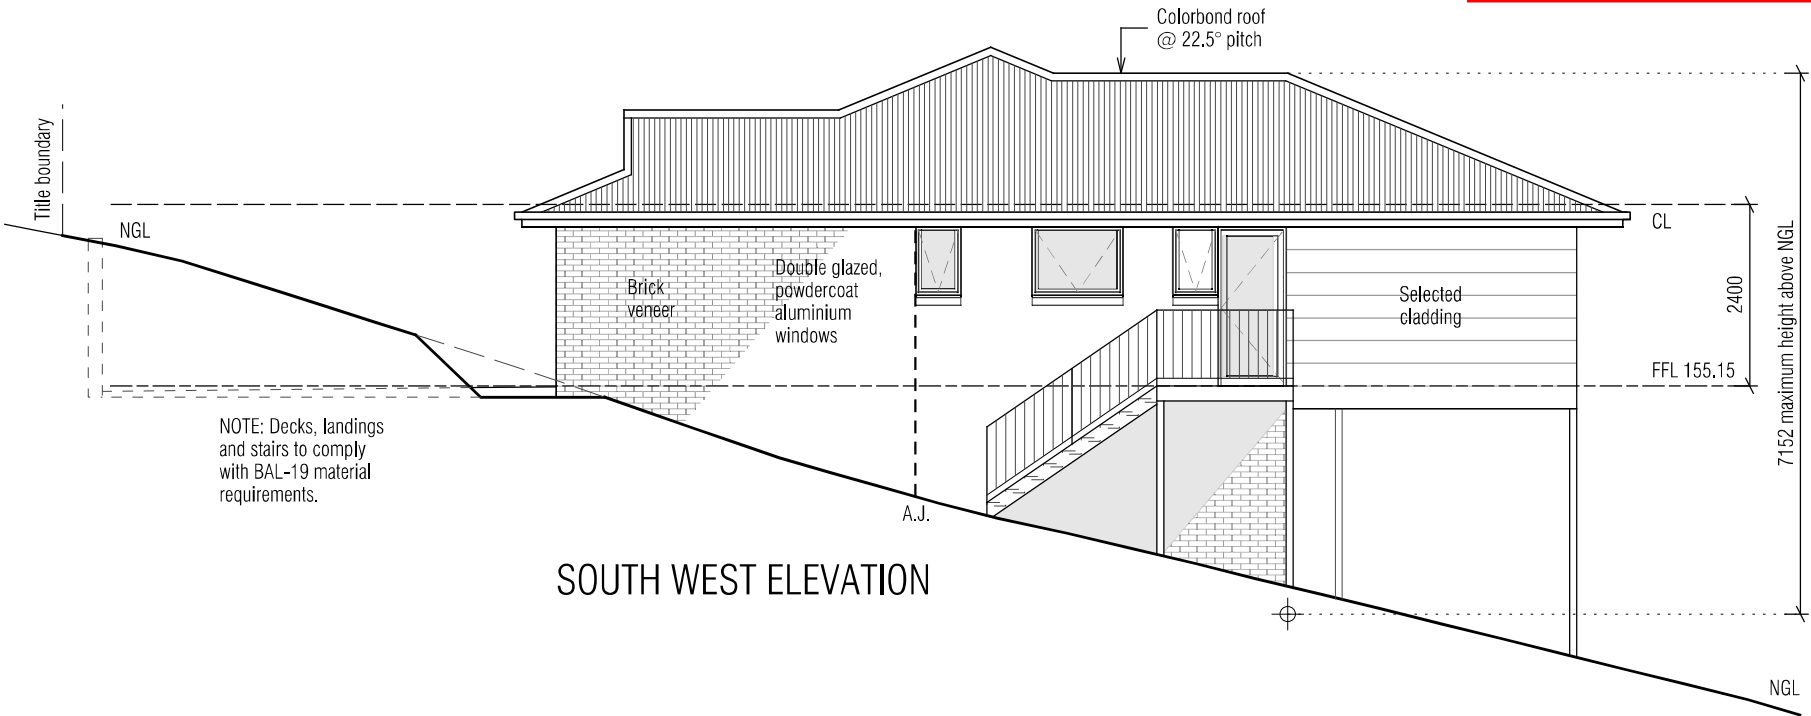 Colorbond roof
@ 22.5° pitch
Title boundary
NGL
CL
Brick
veneer
Double glazed,
powdercoat
aluminium
windows
Selected
cladding
2400
7152 maximum height above NGL
FFL 155.15
NOTE: Decks, landings
and stairs to comply
with BAL-19 material
requirements.
A.J.
SOUTH WEST ELEVATION
NGL